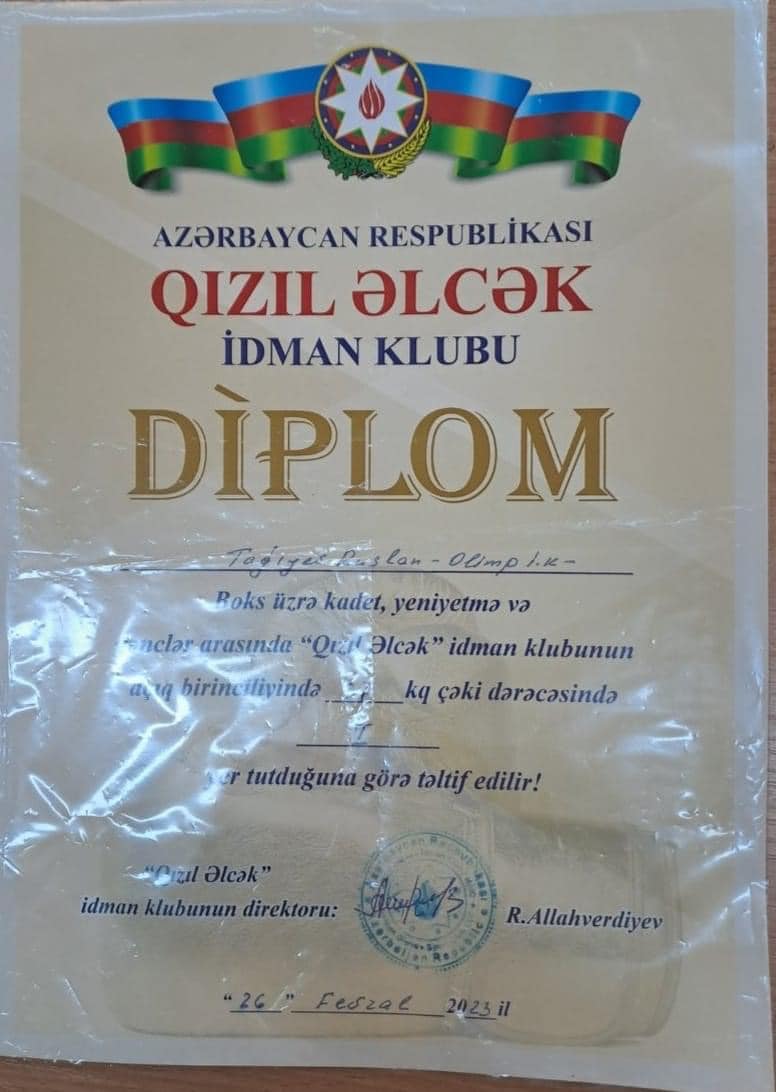 AZƏRBAYCAN RESPUBLİKASI
QIZIL ƏLCƏK
İDMAN KLUBU
DİPLOM
Tağıyev Ruslan - Olimp İ.k -
Boks üzrə kadet, yeniyetmə və
gənclər arasında “Qızıl Əlcək” idman klubunun
açıq birinciliyində kq çəki dərəcəsində
I
yer tutduğuna görə təltif edilir!
“Qızıl Əlcək”
idman klubunun direktoru:
R.Allahverdiyev
“26” Fevral 2023 il